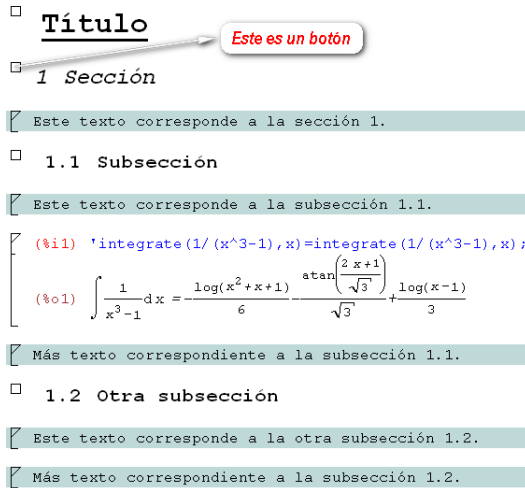 Título
Este es un botón
1 Sección
Este texto corresponde a la sección 1.
1.1 Subsección
Este texto corresponde a la subsección 1.1.
(%i1) 'integrate(1/(x^3-1),x)=integrate(1/(x^3-1),x);
(%o1) ∫ 1/(x³-1) dx = -log(x²+x+1)/6 - atan((2 x+1)/√3)/√3 + log(x-1)/3
Más texto correspondiente a la subsección 1.1.
1.2 Otra subsección
Este texto corresponde a la otra subsección 1.2.
Más texto correspondiente a la subsección 1.2.